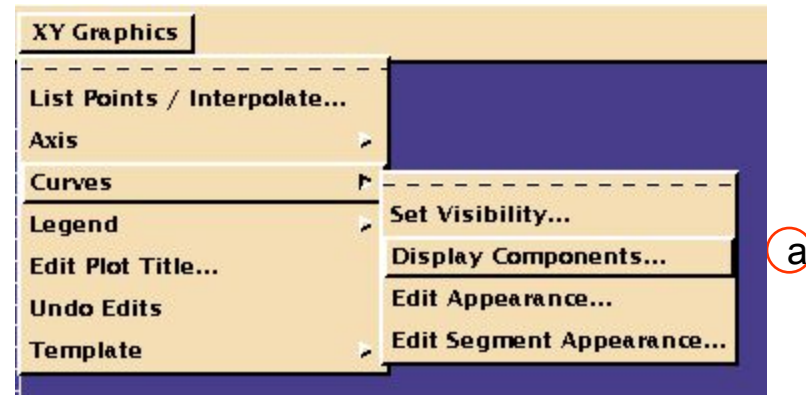 XY Graphics
List Points / Interpolate...
Axis
Curves
Legend
Edit Plot Title...
Undo Edits
Template
Set Visibility...
Display Components...
Edit Appearance...
Edit Segment Appearance...
a